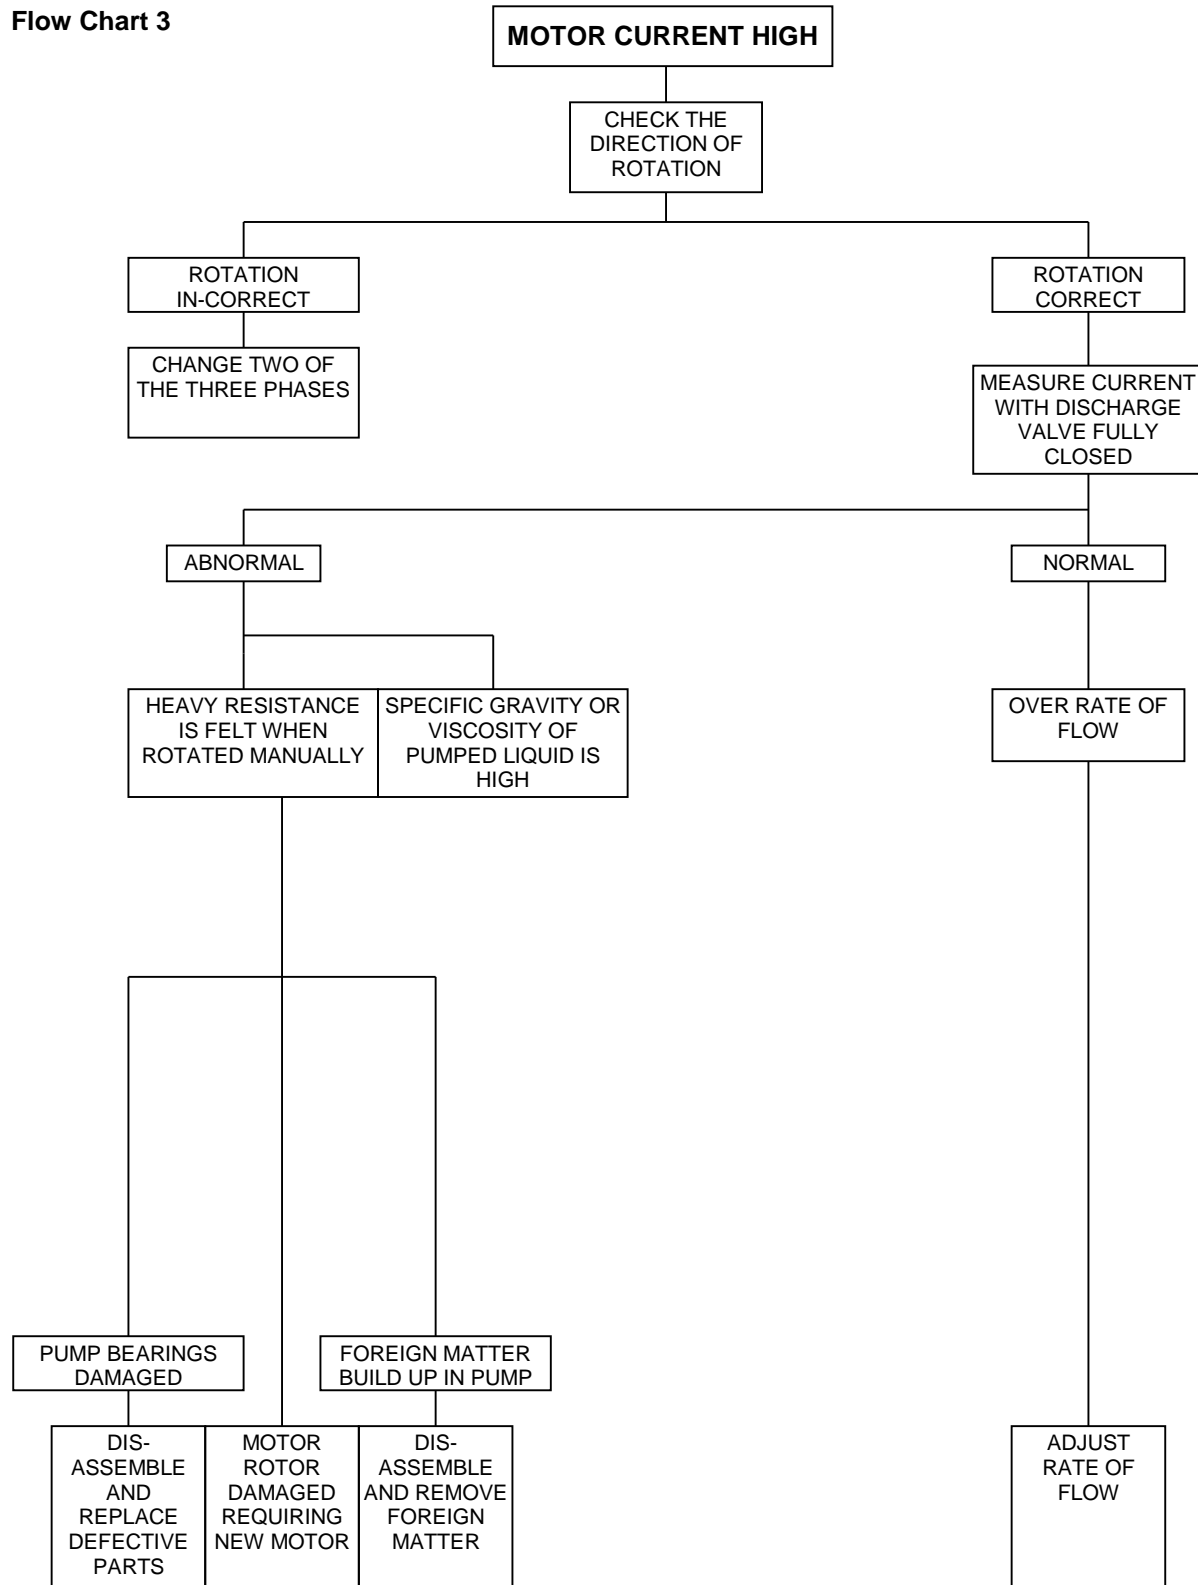 Flow Chart 3
MOTOR CURRENT HIGH
CHECK THE
DIRECTION OF
ROTATION
ROTATION
IN-CORRECT
ROTATION
CORRECT
CHANGE TWO OF
THE THREE PHASES
MEASURE CURRENT
WITH DISCHARGE
VALVE FULLY
CLOSED
ABNORMAL
NORMAL
HEAVY RESISTANCE
IS FELT WHEN
ROTATED MANUALLY
SPECIFIC GRAVITY OR
VISCOSITY OF
PUMPED LIQUID IS
HIGH
OVER RATE OF
FLOW
PUMP BEARINGS
DAMAGED
FOREIGN MATTER
BUILD UP IN PUMP
DIS-
ASSEMBLE
AND
REPLACE
DEFECTIVE
PARTS
MOTOR
ROTOR
DAMAGED
REQUIRING
NEW MOTOR
DIS-
ASSEMBLE
AND REMOVE
FOREIGN
MATTER
ADJUST
RATE OF
FLOW